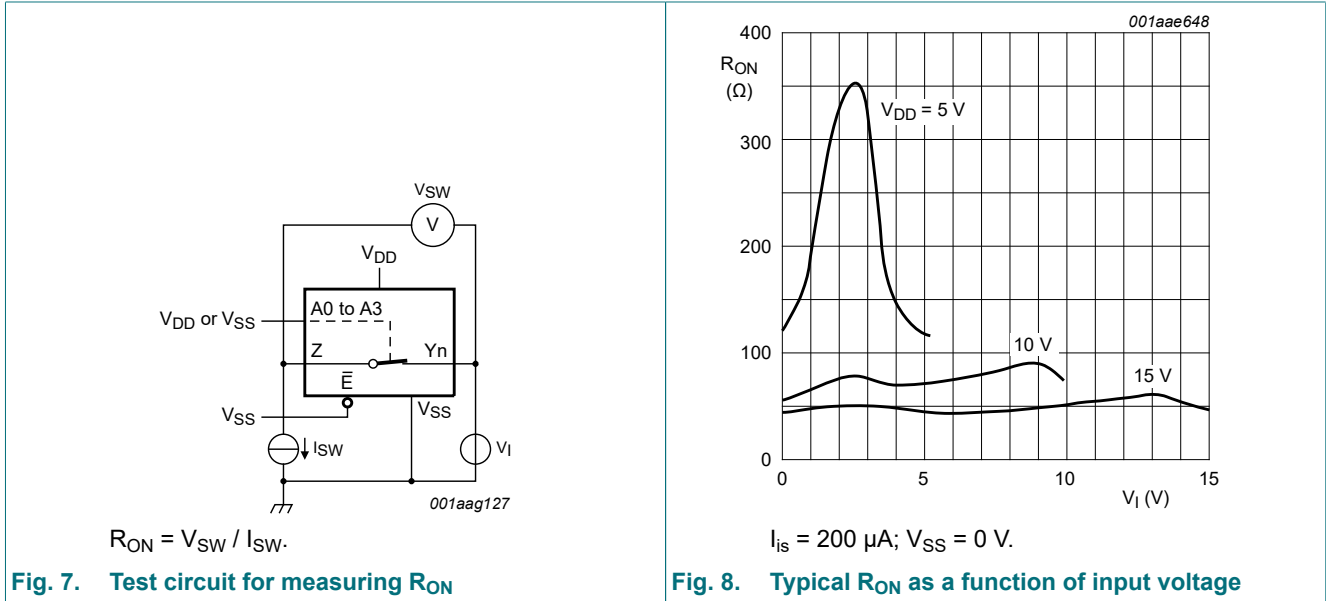 VSW
V
VDD
A0 to A3
VDD or VSS
Z
Yn
E̅
VSS
VSS
ISW
VI
001aag127
RON = VSW / ISW.
Fig. 7. Test circuit for measuring RON
001aae648
400
RON
(Ω)
VDD = 5 V
300
200
100
10 V
15 V
0
0
5
10
15
VI (V)
Iis = 200 µA; VSS = 0 V.
Fig. 8. Typical RON as a function of input voltage